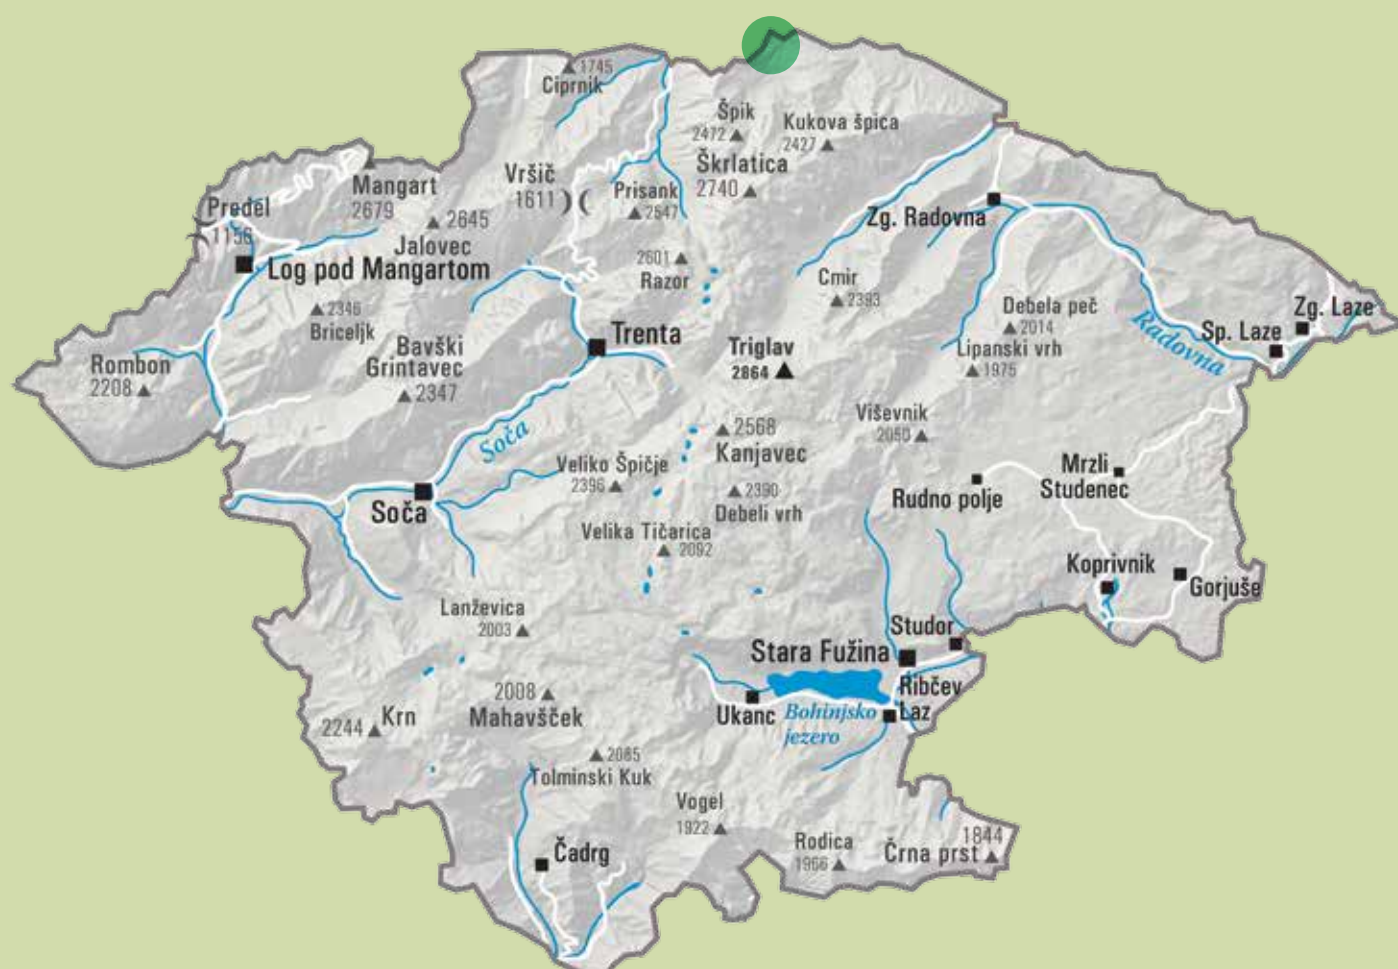 1745
Ciprnik
Špik
2472
Kukova špica
2427
Škrlatica
2740
Vršič
1611
Prisank
2547
Mangart
2679
2645
Jalovec
Predel
1156
Log pod Mangartom
Zg. Radovna
2601
Razor
Cmir
2393
2346
Briceljk
Debela peč
2014
Zg. Laze
Sp. Laze
Radovna
Lipanski vrh
1975
Trenta
Triglav
2864
Bavški
Grintavec
2347
Rombon
2208
Viševnik
2050
2568
Kanjavec
Soča
Veliko Špičje
2396
2390
Debeli vrh
Mrzli
Studenec
Rudno polje
Soča
Velika Tičarica
2092
Koprivnik
Gorjuše
Lanževica
2003
Studor
Stara Fužina
Ribčev
Laz
2008
Mahavšček
Ukanc
Bohinjsko
jezero
2244
Krn
2085
Tolminski Kuk
Vogel
1922
Rodica
1966
1844
Črna prst
Čadrg